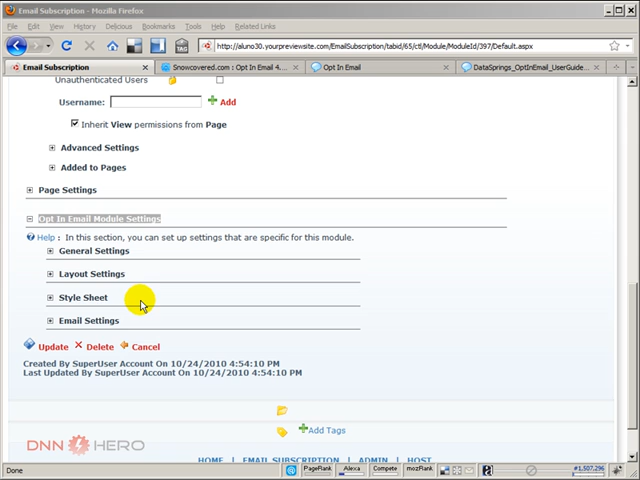 Email Subscription - Mozilla Firefox
File Edit View History Delicious Bookmarks Tools Help Related Links
http://aluno30.yourpreviewsite.com/EmailSubscription/tabid/65/ctl/Module/ModuleId/397/Default.aspx
Email Subscription Snowcovered.com : Opt In Email 4.... Opt In Email DataSprings_OptInEmail_UserGuide...
Unauthenticated Users
Username: Add
Inherit View permissions from Page
Advanced Settings
Added to Pages
Page Settings
Opt In Email Module Settings
Help : In this section, you can set up settings that are specific for this module.
General Settings
Layout Settings
Style Sheet
Email Settings
Update Delete Cancel
Created By SuperUser Account On 10/24/2010 4:54:10 PM
Last Updated By SuperUser Account On 10/24/2010 4:54:10 PM
Add Tags
DNN HERO
HOME | EMAIL SUBSCRIPTION | ADMIN | HOST
Done PageRank Alexa Compete mozRank #1,507,296